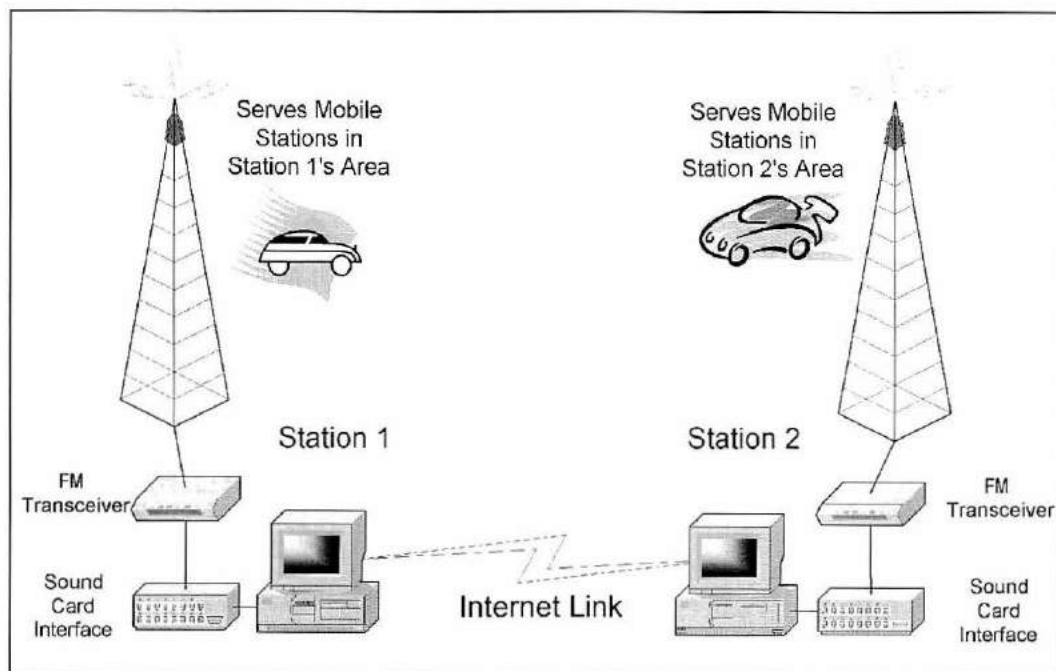 Serves Mobile
Stations in
Station 1's Area
Serves Mobile
Stations in
Station 2's Area
Station 1
Station 2
FM
Transceiver
FM
Transceiver
Sound
Card
Interface
Internet Link
Sound
Card
Interface